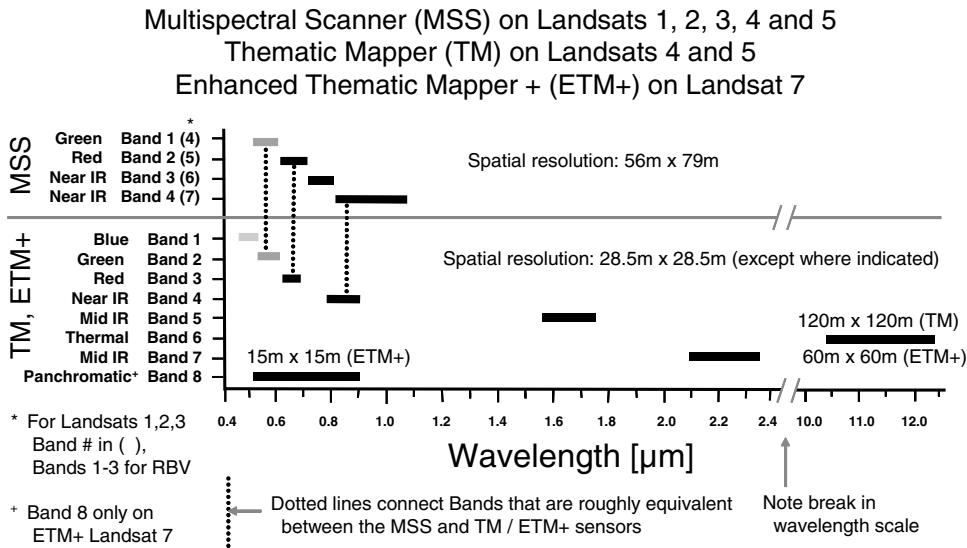 Multispectral Scanner (MSS) on Landsats 1, 2, 3, 4 and 5
Thematic Mapper (TM) on Landsats 4 and 5
Enhanced Thematic Mapper + (ETM+) on Landsat 7
*
MSS
Green Band 1 (4)
Red Band 2 (5)
Near IR Band 3 (6)
Near IR Band 4 (7)
Spatial resolution: 56m x 79m
TM, ETM+
Blue Band 1
Green Band 2
Red Band 3
Near IR Band 4
Mid IR Band 5
Thermal Band 6
Mid IR Band 7
Panchromatic+ Band 8
Spatial resolution: 28.5m x 28.5m (except where indicated)
120m x 120m (TM)
60m x 60m (ETM+)
15m x 15m (ETM+)
0.4 0.6 0.8 1.0 1.2 1.5 1.6 1.8 2.0 2.2 2.4 10.0 11.0 12.0
Wavelength [µm]
* For Landsats 1,2,3
Band # in ( ),
Bands 1-3 for RBV
+ Band 8 only on
ETM+ Landsat 7
Dotted lines connect Bands that are roughly equivalent
between the MSS and TM / ETM+ sensors
Note break in
wavelength scale